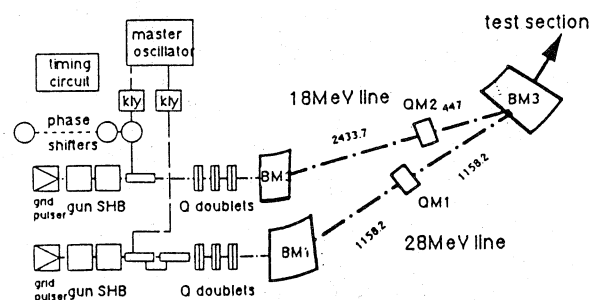 test section
master
oscillator
timing
circuit
kly
kly
18MeV line
QM2
447
BM3
phase
shifters
2433.7
BM2
1158.2
QM1
grid
pulser
gun SHB
Q doublets
BM1
1158.2
28MeV line
grid
pulser
gun SHB
Q doublets